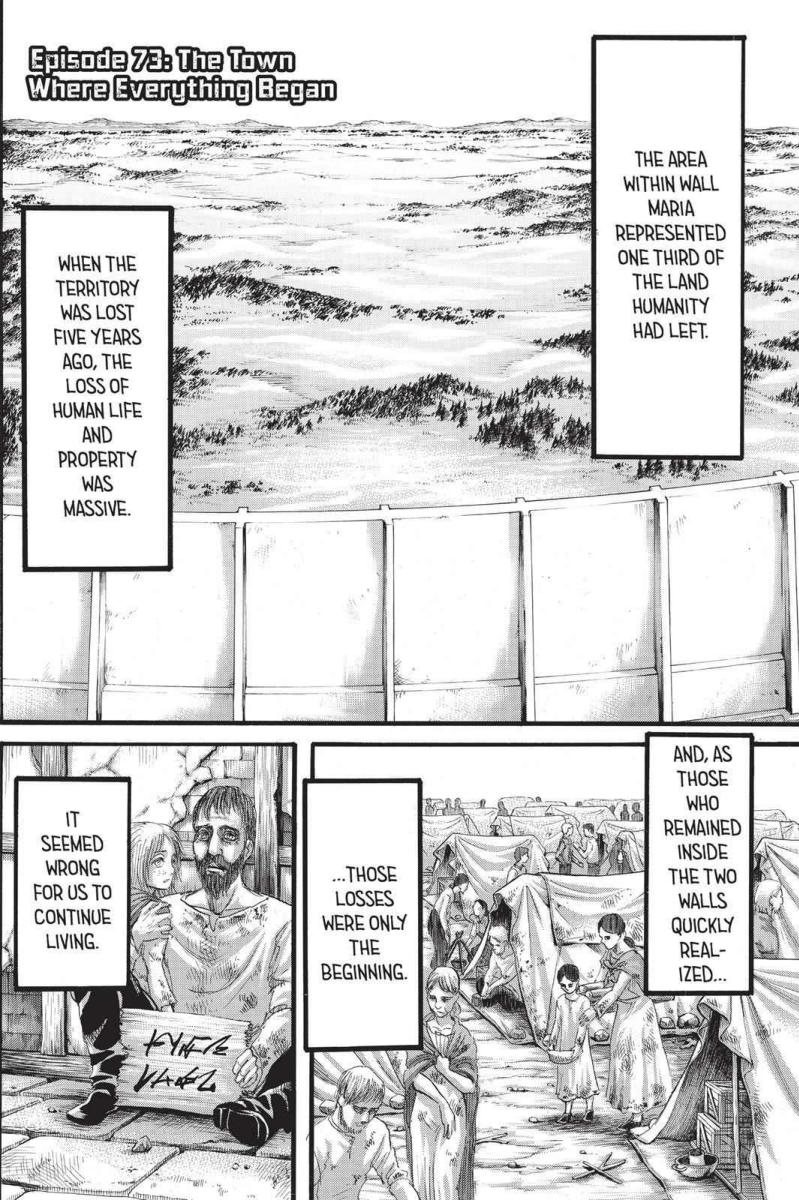 Episode 73: The Town
Where Everything Began
THE AREA
WITHIN WALL
MARIA
REPRESENTED
ONE THIRD OF
THE LAND
HUMANITY
HAD LEFT.
WHEN THE
TERRITORY
WAS LOST
FIVE YEARS
AGO, THE
LOSS OF
HUMAN LIFE
AND
PROPERTY
WAS
MASSIVE.
AND, AS
THOSE
WHO
REMAINED
INSIDE
THE TWO
WALLS
QUICKLY
REAL-
IZED...
...THOSE
LOSSES
WERE ONLY
THE
BEGINNING.
IT
SEEMED
WRONG
FOR US TO
CONTINUE
LIVING.